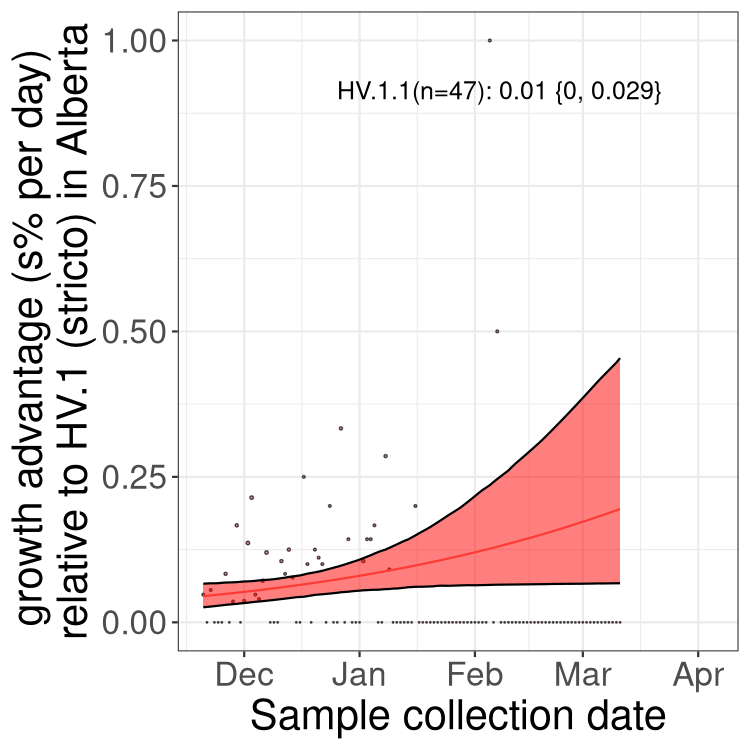 growth advantage (s% per day)
relative to HV.1 (stricto) in Alberta
1.00
0.75
0.50
0.25
0.00
HV.1.1(n=47): 0.01 {0, 0.029}
Dec Jan Feb Mar Apr
Sample collection date